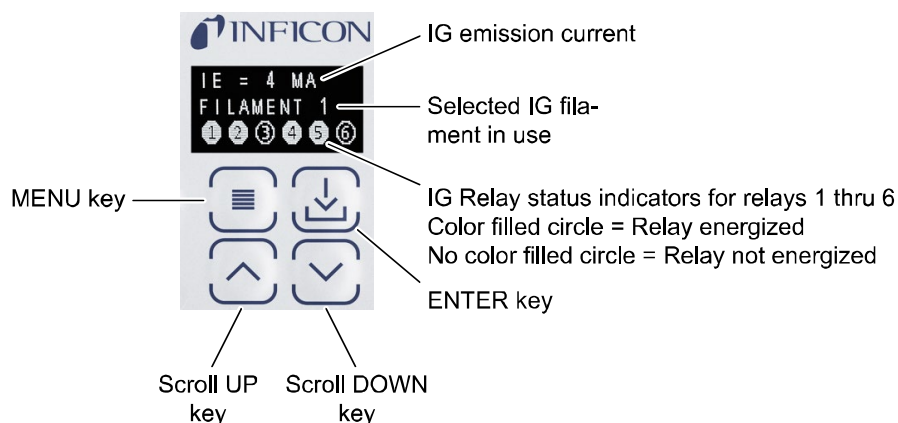 INFICON
IG emission current
IE = 4 MA
FILAMENT 1
Selected IG fila-
ment in use
1 2 3 4 5 6
MENU key
IG Relay status indicators for relays 1 thru 6
Color filled circle = Relay energized
No color filled circle = Relay not energized
ENTER key
Scroll UP
key
Scroll DOWN
key